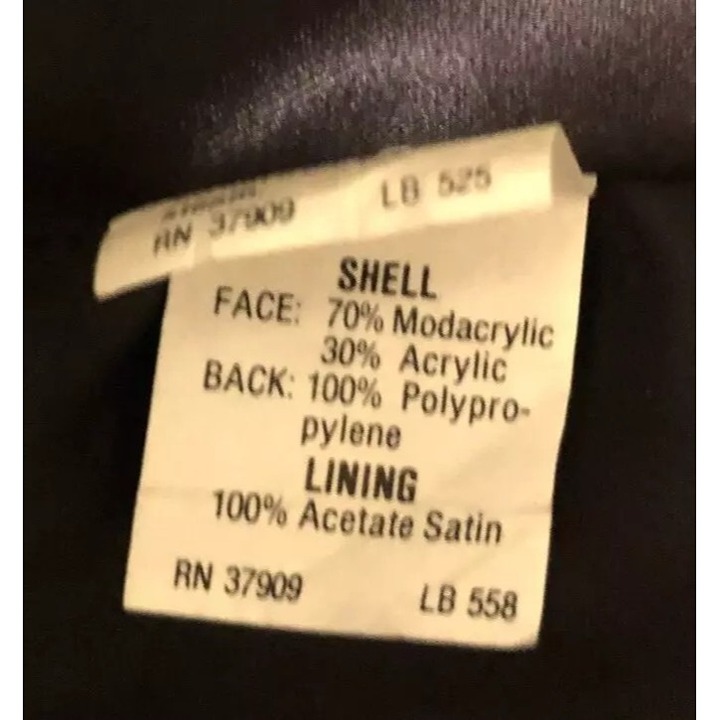 RN 37909 LB 525
SHELL
FACE: 70% Modacrylic
30% Acrylic
BACK: 100% Polypro-
pylene
LINING
100% Acetate Satin
RN 37909 LB 558